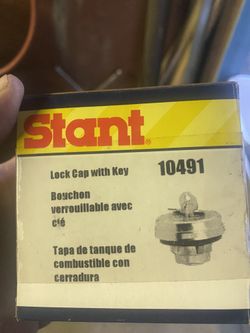 Stant®
Lock Cap with Key
10491
Bouchon
verrouillable avec
clé
Tapa de tanque de
combustible con
cerradura